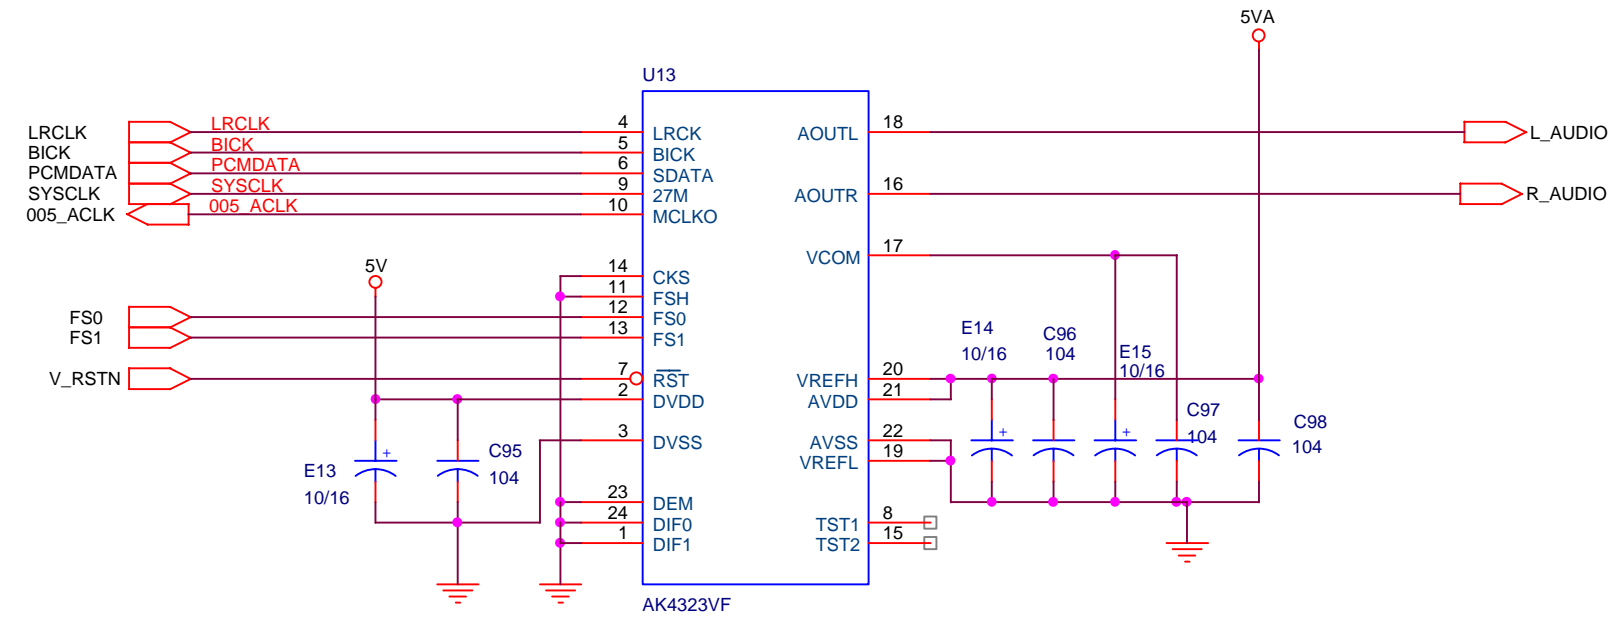 5VA
U13
LRCLK LRCLK 4 LRCK AOUTL 18 L_AUDIO
BICK BICK 5 BICK
PCMDATA PCMDATA 6 SDATA
SYSCLK SYSCLK 9 27M AOUTR 16 R_AUDIO
005_ACLK 005_ACLK 10 MCLKO
VCOM 17
5V 14 CKS
11 FSH
FS0 12 FS0
FS1 13 FS1
E14 C96 E15
10/16 104 10/16
V_RSTN 7 RST VREFH 20
2 DVDD AVDD 21
C97 C98
104 104
3 DVSS AVSS 22 + +
VREFL 19
+ C95
E13 104
10/16
23 DEM
24 DIF0 TST1 8
1 DIF1 TST2 15
AK4323VF